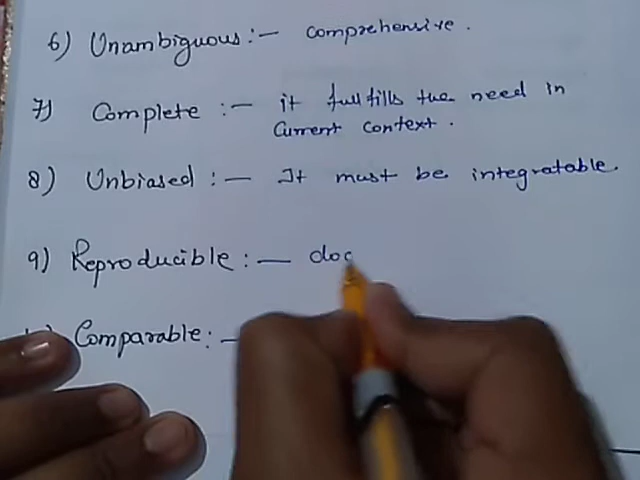 6) Unambiguous :- comprehensive.
7) Complete :- it fullfills the need in
current context.
8) Unbiased :- It must be integratable.
9) Reproducible :- doc
Comparable :-